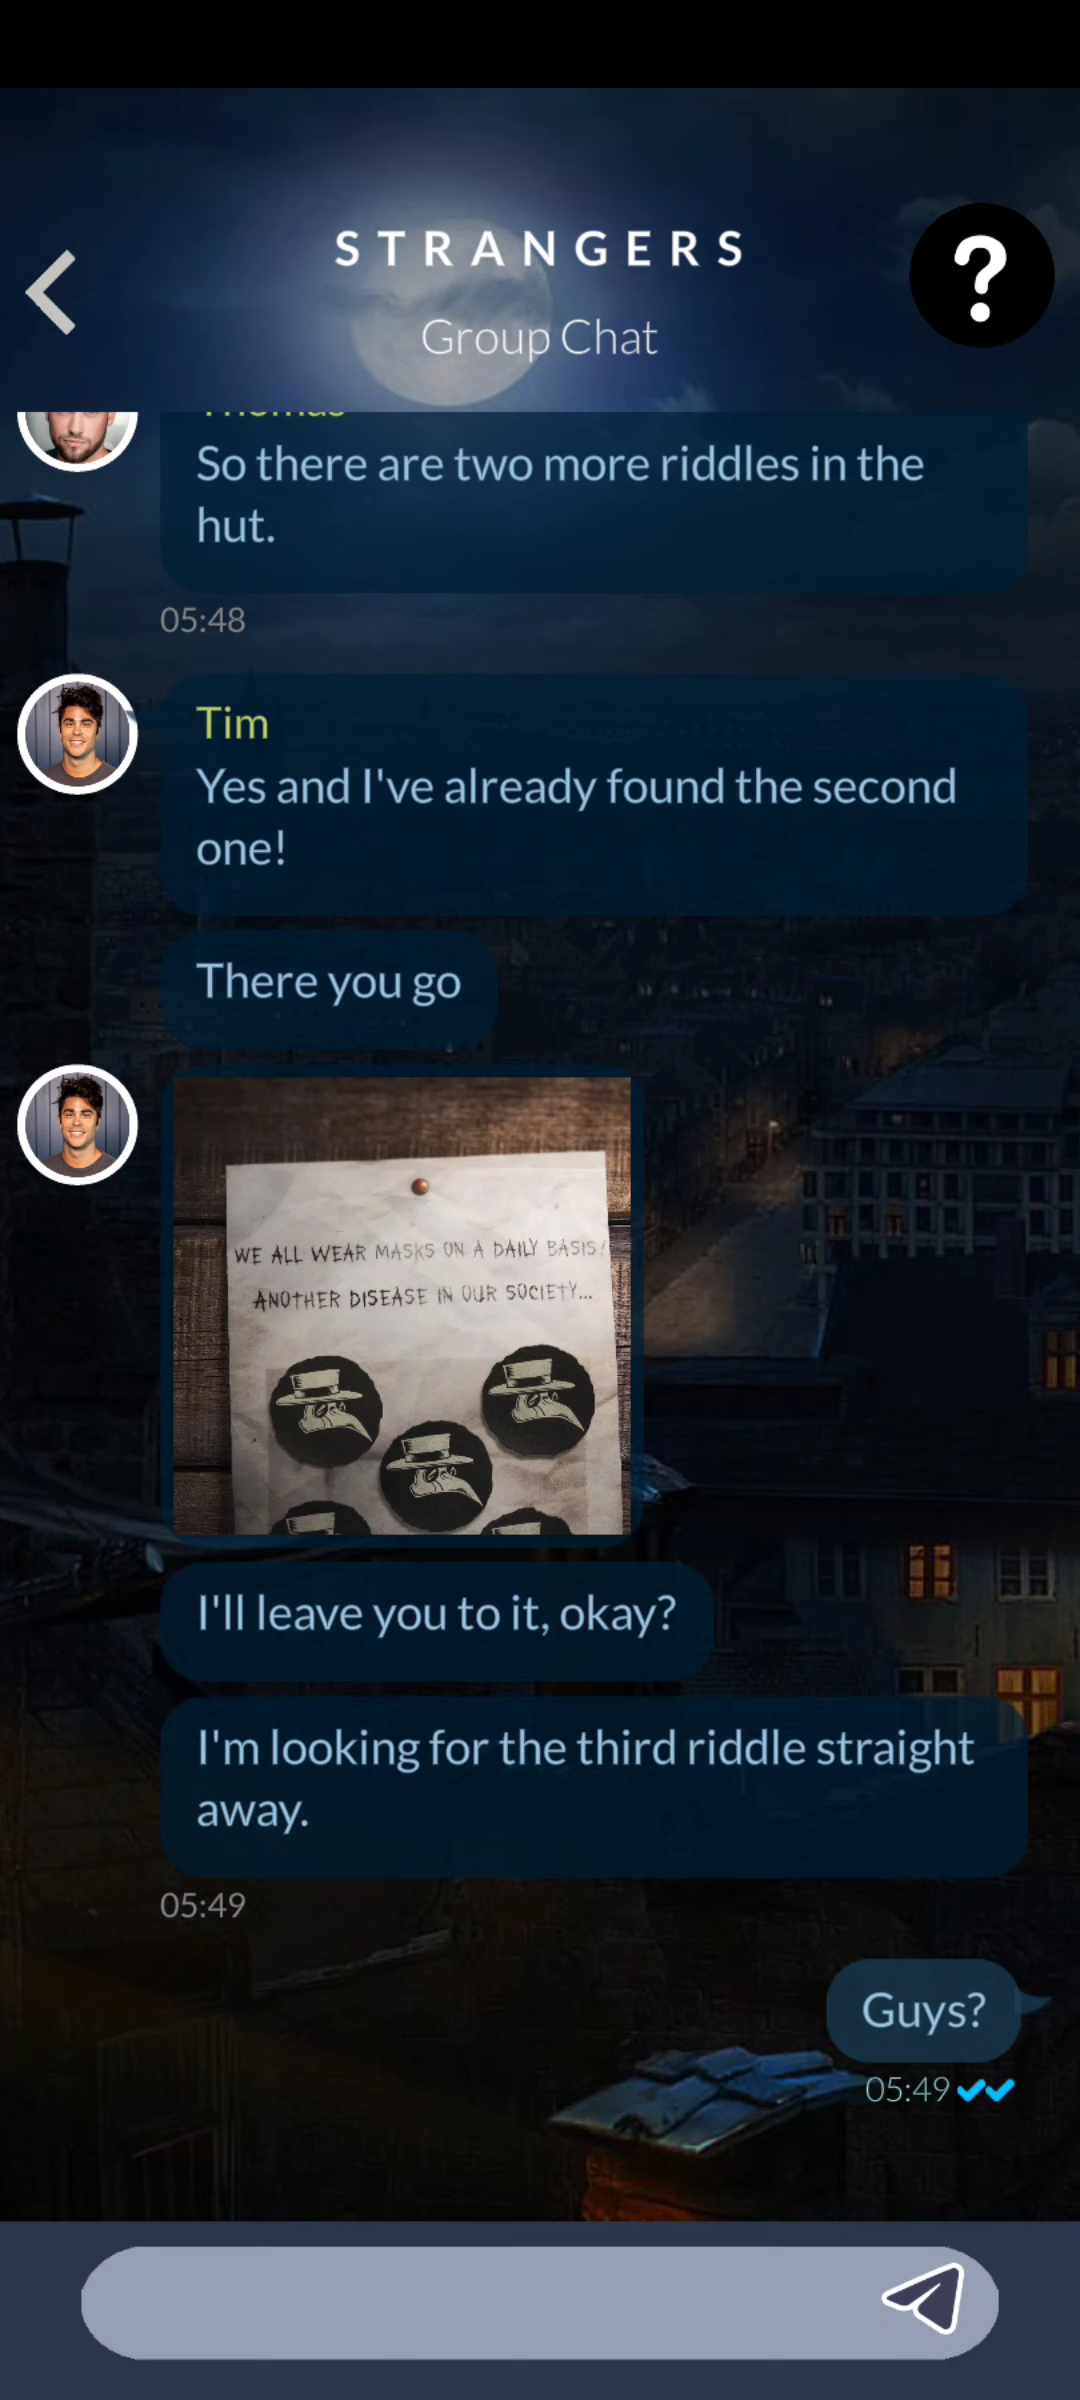 STRANGERS
Group Chat
Thomas
So there are two more riddles in the
hut.
05:48
Tim
Yes and I've already found the second
one!
There you go
WE ALL WEAR MASKS ON A DAILY BASIS!
ANOTHER DISEASE IN OUR SOCIETY...
I'll leave you to it, okay?
I'm looking for the third riddle straight
away.
05:49
Guys?
05:49